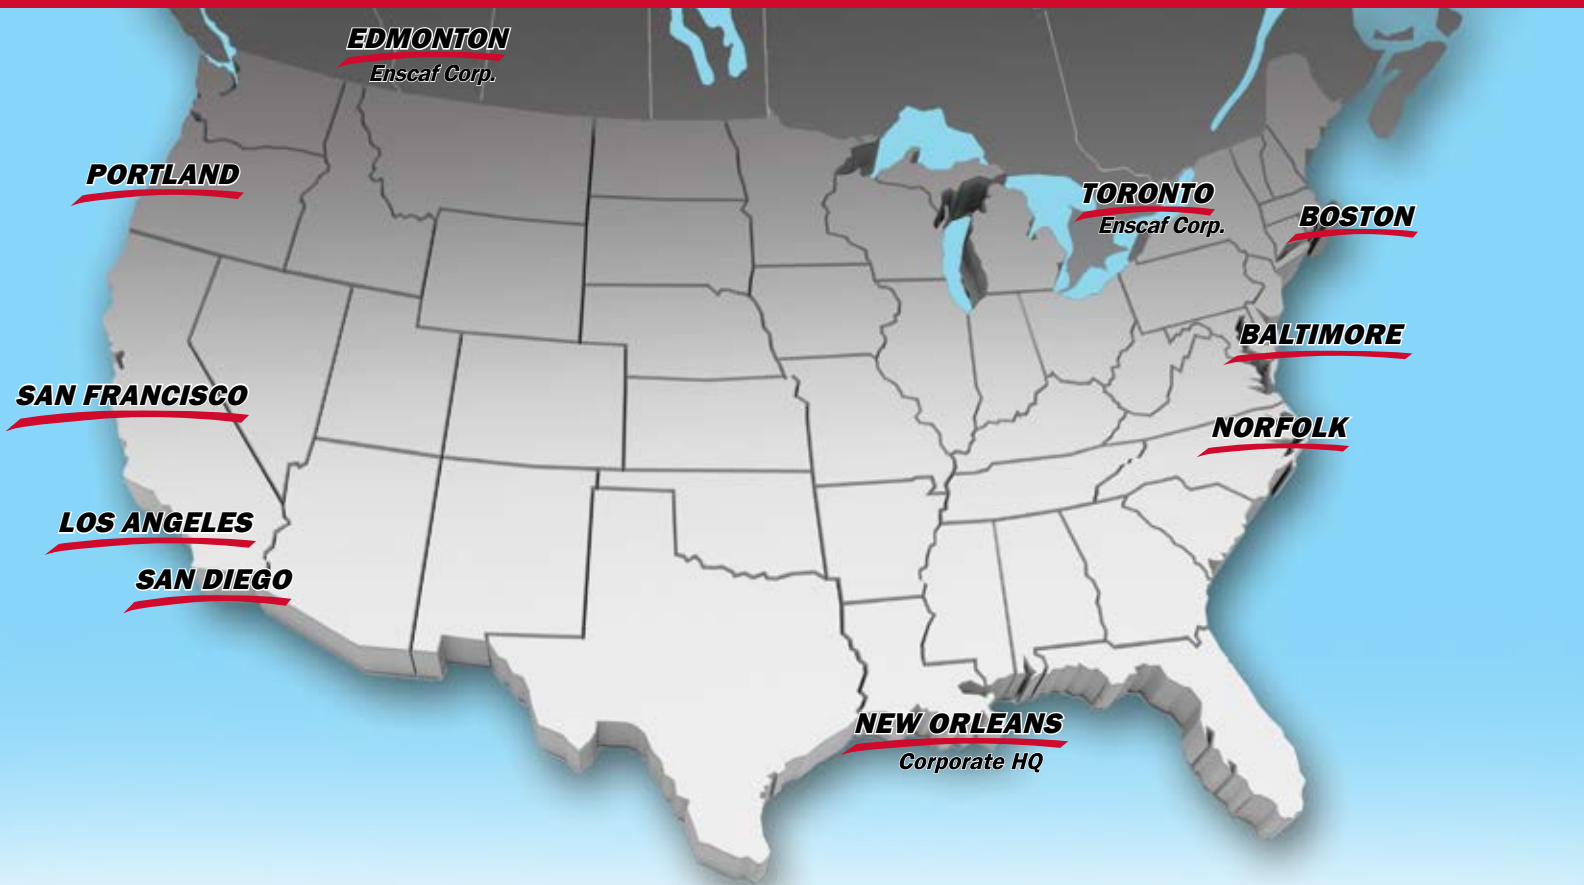 EDMONTON
Enscaf Corp.
PORTLAND
TORONTO
Enscaf Corp.
BOSTON
BALTIMORE
SAN FRANCISCO
NORFOLK
LOS ANGELES
SAN DIEGO
NEW ORLEANS
Corporate HQ